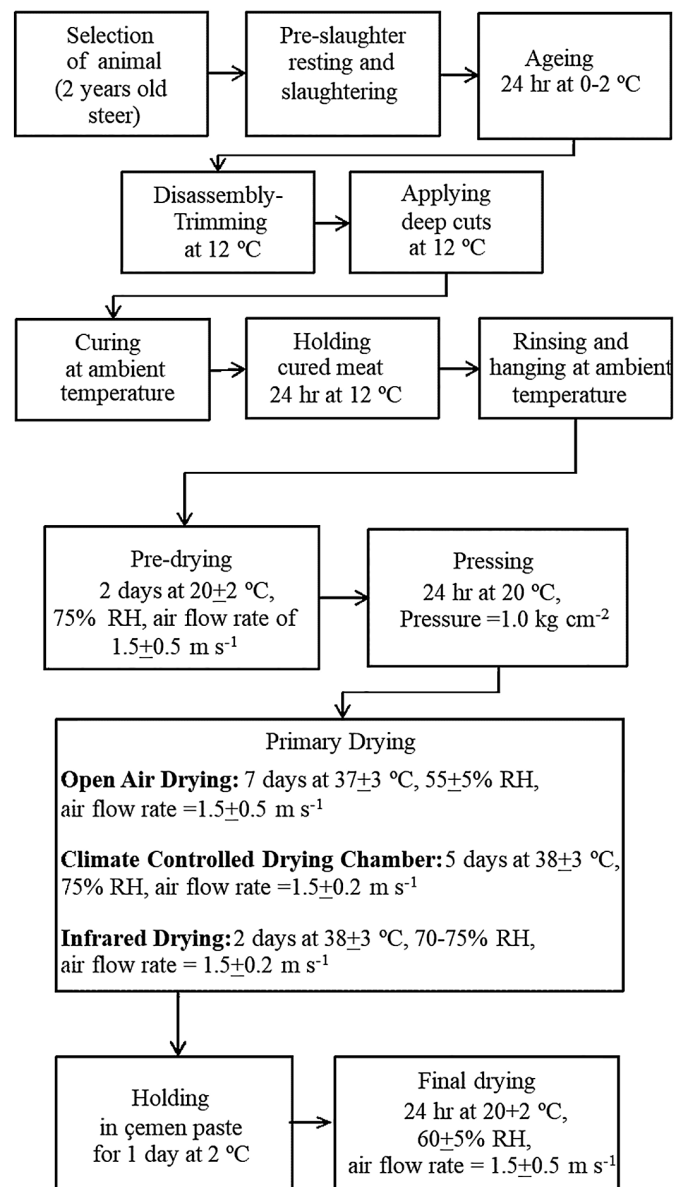 Selection
of animal
(2 years old
steer)
Pre-slaughter
resting and
slaughtering
Ageing
24 hr at 0-2 ºC
Disassembly-
Trimming
at 12 ºC
Applying
deep cuts
at 12 ºC
Curing
at ambient
temperature
Holding
cured meat
24 hr at 12 ºC
Rinsing and
hanging at ambient
temperature
Pre-drying
2 days at 20±2 ºC,
75% RH, air flow rate of
1.5±0.5 m s-1
Pressing
24 hr at 20 ºC,
Pressure =1.0 kg cm-2
Primary Drying
Open Air Drying: 7 days at 37±3 ºC, 55±5% RH,
air flow rate =1.5±0.5 m s-1
Climate Controlled Drying Chamber: 5 days at 38±3 ºC,
75% RH, air flow rate =1.5±0.2 m s-1
Infrared Drying: 2 days at 38±3 ºC, 70-75% RH,
air flow rate = 1.5±0.2 m s-1
Holding
in çemen paste
for 1 day at 2 ºC
Final drying
24 hr at 20+2 ºC,
60±5% RH,
air flow rate = 1.5±0.5 m s-1